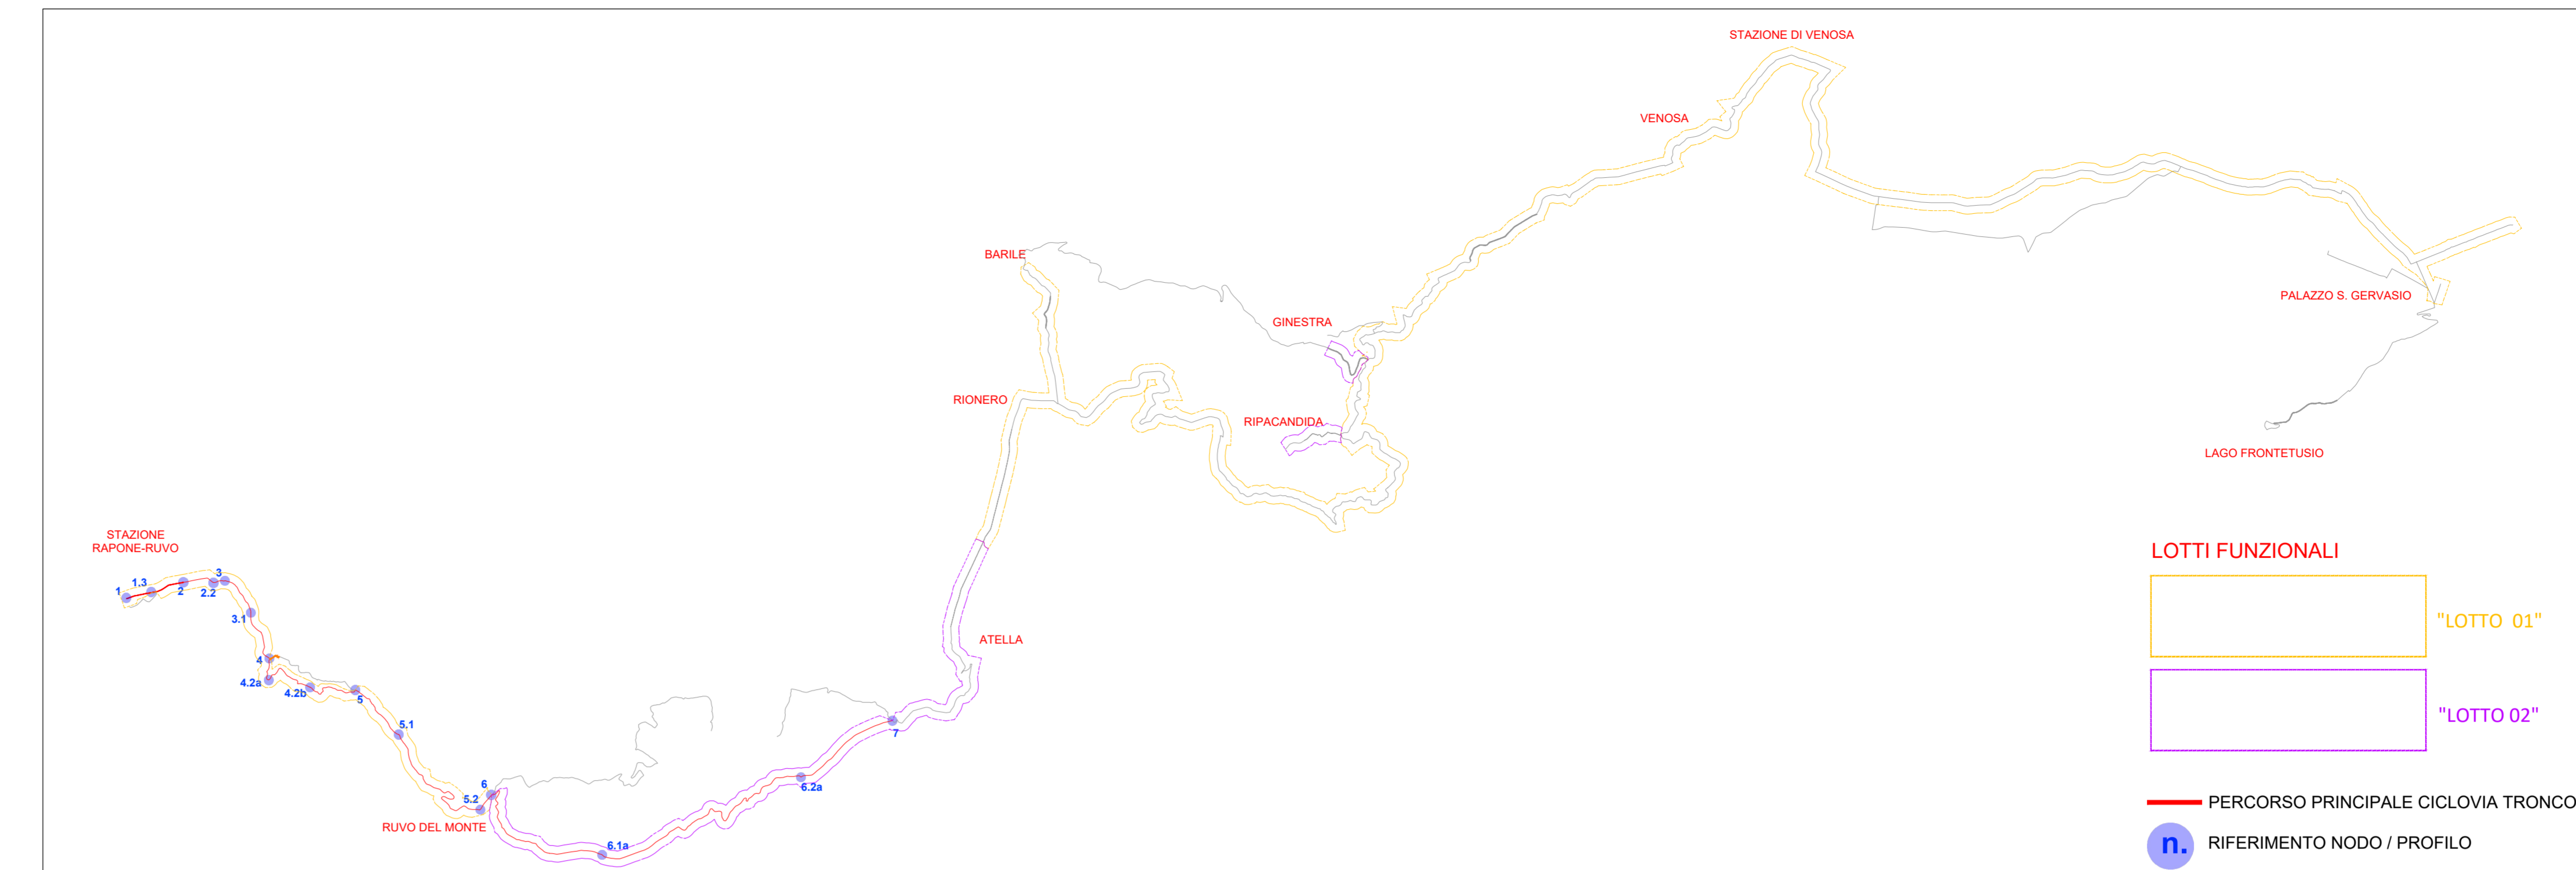 STAZIONE DI VENOSA
VENOSA
BARILE
GINESTRA
PALAZZO S. GERVASIO
RIONERO
RIPACANDIDA
LAGO FRONTETUSIO
STAZIONE
RAPONE-RUVO
1
1.3
2
2.2
3
3.1
4
4.2a
4.2b
5
5.1
5.2
6
RUVO DEL MONTE
6.1a
6.2a
7
ATELLA
LOTTI FUNZIONALI
"LOTTO 01"
"LOTTO 02"
PERCORSO PRINCIPALE CICLOVIA TRONCO
n. RIFERIMENTO NODO / PROFILO